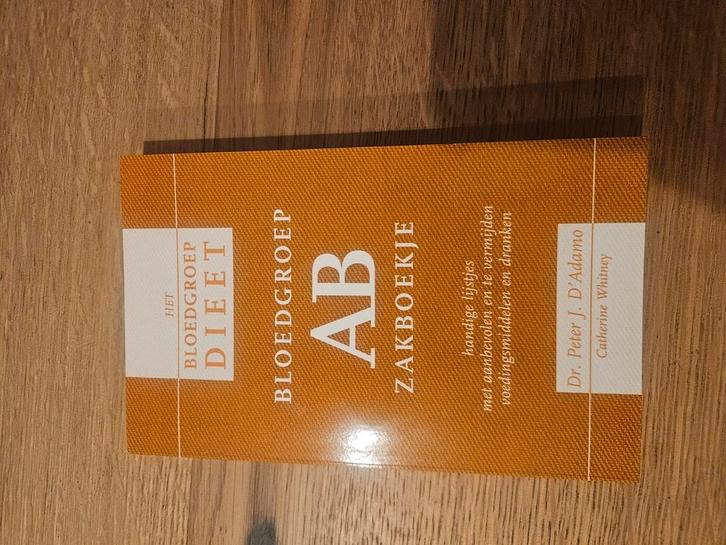 HET
BLOEDGROEP
DIEET
BLOEDGROEP
AB
ZAKBOEKJE
handige lijstjes
met aanbevolen en te vermijden
voedingsmiddelen en dranken
Dr. Peter J. D'Adamo
Catherine Whitney